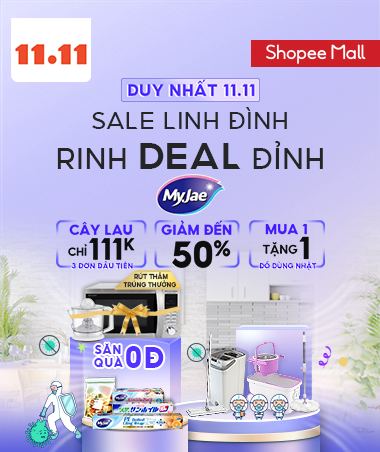 11.11
Shopee Mall
DUY NHẤT 11.11
SALE LINH ĐÌNH
RINH DEAL ĐỈNH
MyJae
CÂY LAU
CHỈ 111K
3 ĐƠN ĐẦU TIÊN
GIẢM ĐẾN
50%
MUA 1
TẶNG 1
ĐỒ DÙNG NHẬT
RÚT THĂM
TRÚNG THƯỞNG
SĂN
QUÀ 0Đ
MyJae